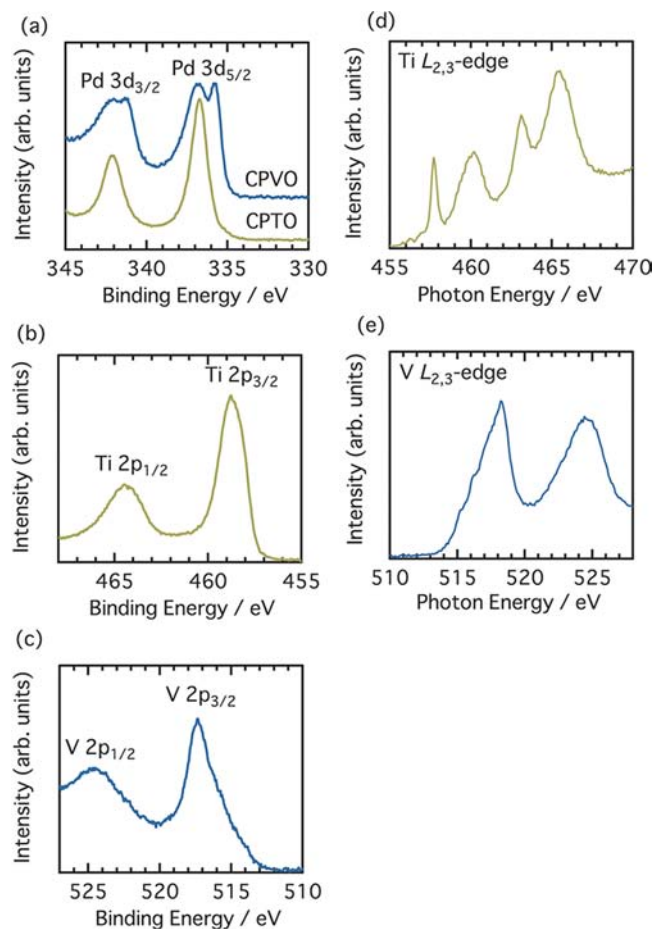 (a)
Intensity (arb. units)
Pd 3d3/2
Pd 3d5/2
CPVO
CPTO
345 340 335 330
Binding Energy / eV
(b)
Intensity (arb. units)
Ti 2p1/2
Ti 2p3/2
465 460 455
Binding Energy / eV
(c)
Intensity (arb. units)
V 2p1/2
V 2p3/2
525 520 515 510
Binding Energy / eV
(d)
Intensity (arb. units)
Ti L2,3-edge
455 460 465 470
Photon Energy / eV
(e)
Intensity (arb. units)
V L2,3-edge
510 515 520 525
Photon Energy / eV